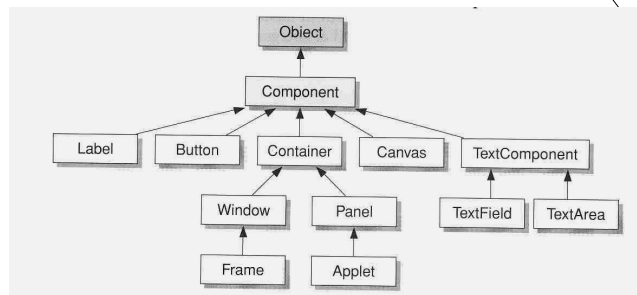 Obiect
Component
Label Button Container Canvas TextComponent
Window Panel TextField TextArea
Frame Applet